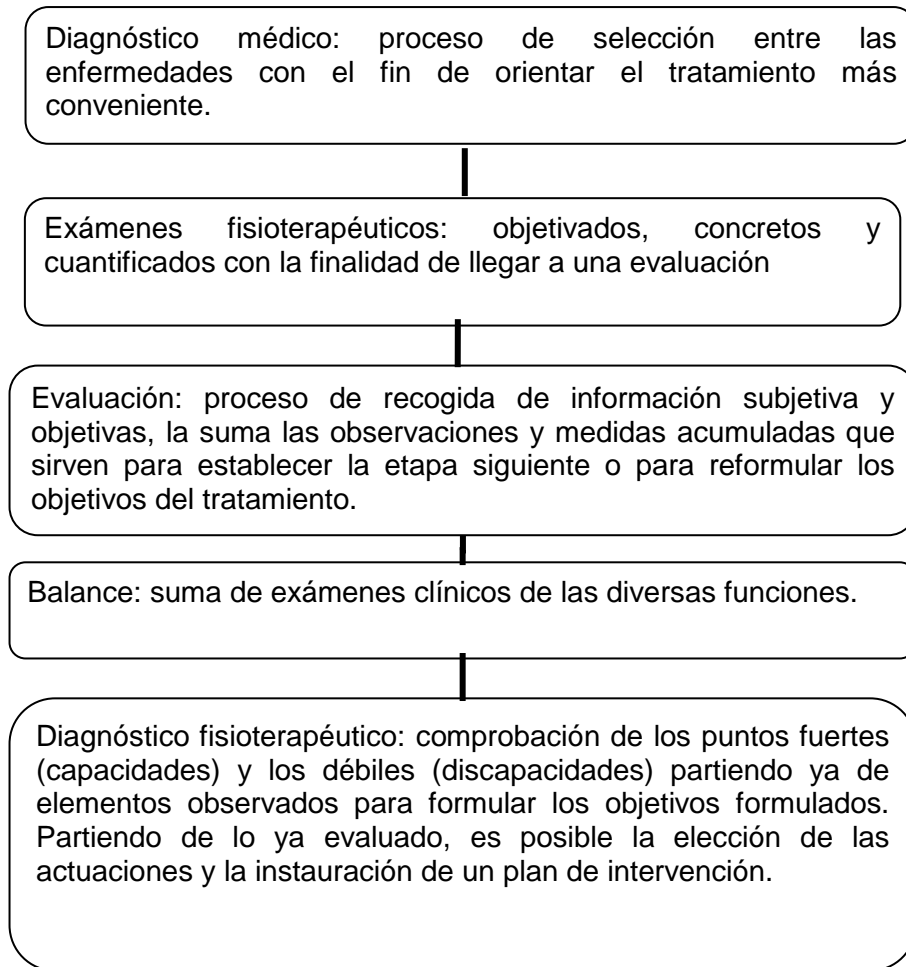 Diagnóstico médico: proceso de selección entre las
enfermedades con el fin de orientar el tratamiento más
conveniente.
Exámenes fisioterapéuticos: objetivados, concretos y
cuantificados con la finalidad de llegar a una evaluación
Evaluación: proceso de recogida de información subjetiva y
objetivas, la suma las observaciones y medidas acumuladas que
sirven para establecer la etapa siguiente o para reformular los
objetivos del tratamiento.
Balance: suma de exámenes clínicos de las diversas funciones.
Diagnóstico fisioterapéutico: comprobación de los puntos fuertes
(capacidades) y los débiles (discapacidades) partiendo ya de
elementos observados para formular los objetivos formulados.
Partiendo de lo ya evaluado, es posible la elección de las
actuaciones y la instauración de un plan de intervención.